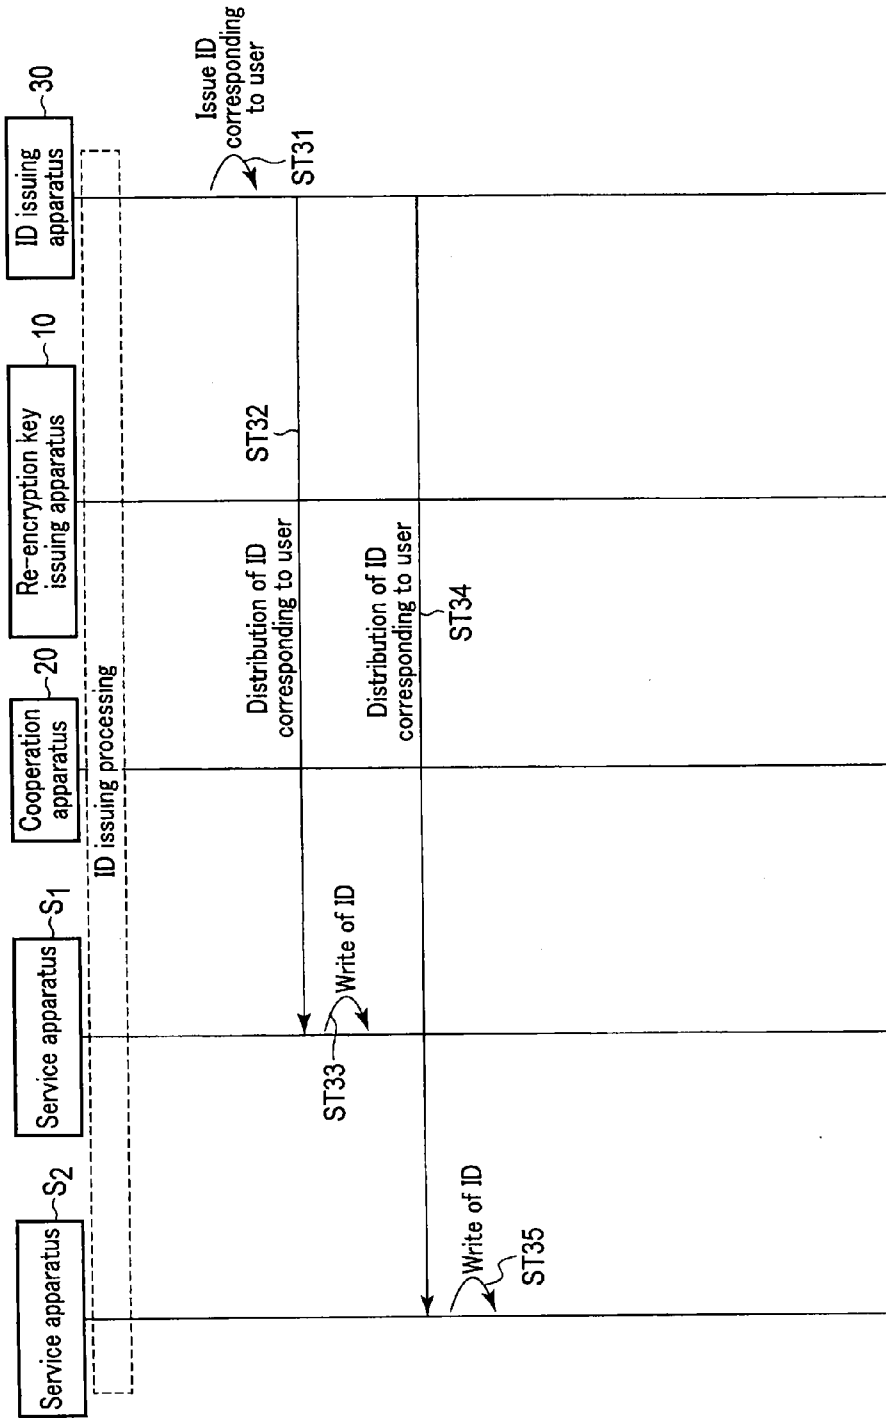 Service apparatus
S2
Service apparatus
S1
Cooperation
apparatus
20
Re-encryption key
issuing apparatus
10
ID issuing
apparatus
30
ID issuing processing
Issue ID
corresponding
to user
ST31
ST32
Distribution of ID
corresponding to user
Write of ID
ST33
Distribution of ID
corresponding to user
ST34
Write of ID
ST35